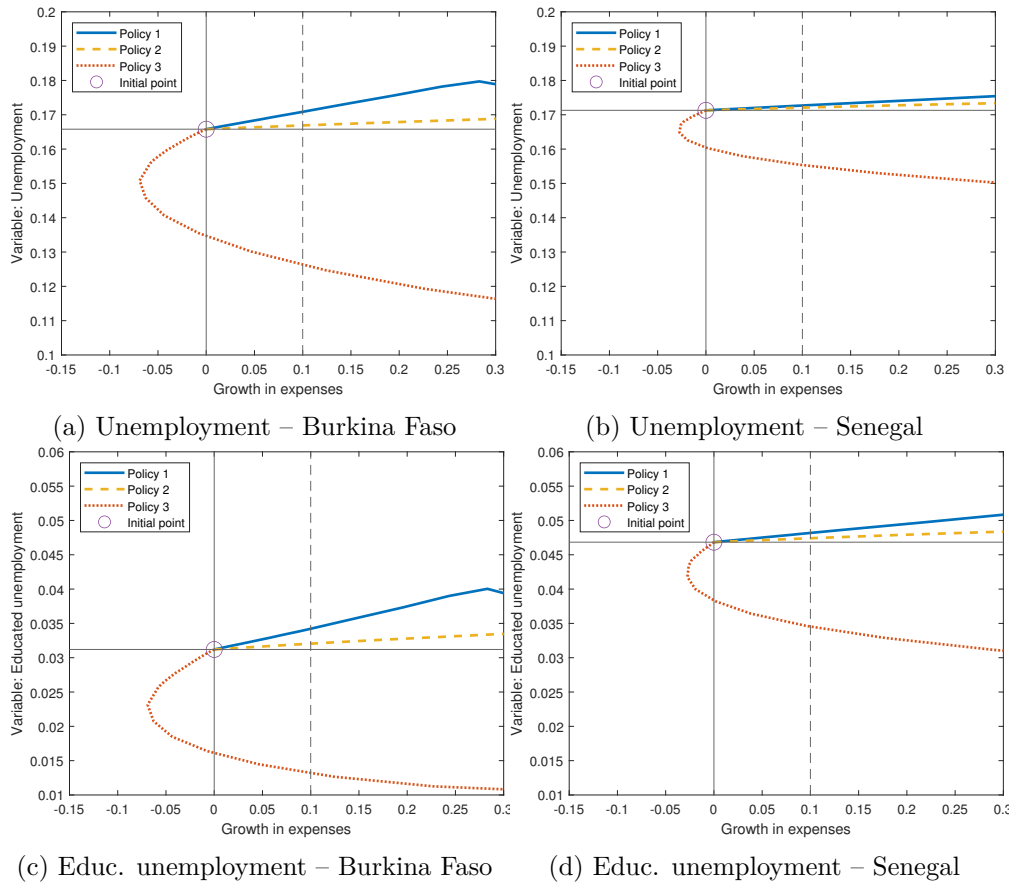 0.2
0.19
0.18
0.17
0.16
0.15
0.14
0.13
0.12
0.11
0.1
Variable: Unemployment
Policy 1
Policy 2
Policy 3
Initial point
-0.15 -0.1 -0.05 0 0.05 0.1 0.15 0.2 0.25 0.3
Growth in expenses
(a) Unemployment – Burkina Faso
0.2
0.19
0.18
0.17
0.16
0.15
0.14
0.13
0.12
0.11
0.1
Variable: Unemployment
Policy 1
Policy 2
Policy 3
Initial point
-0.15 -0.1 -0.05 0 0.05 0.1 0.15 0.2 0.25 0.3
Growth in expenses
(b) Unemployment – Senegal
0.06
0.055
0.05
0.045
0.04
0.035
0.03
0.025
0.02
0.015
0.01
Variable: Educated unemployment
Policy 1
Policy 2
Policy 3
Initial point
-0.15 -0.1 -0.05 0 0.05 0.1 0.15 0.2 0.25 0.3
Growth in expenses
(c) Educ. unemployment – Burkina Faso
0.06
0.055
0.05
0.045
0.04
0.035
0.03
0.025
0.02
0.015
0.01
Variable: Educated unemployment
Policy 1
Policy 2
Policy 3
Initial point
-0.15 -0.1 -0.05 0 0.05 0.1 0.15 0.2 0.25 0.3
Growth in expenses
(d) Educ. unemployment – Senegal